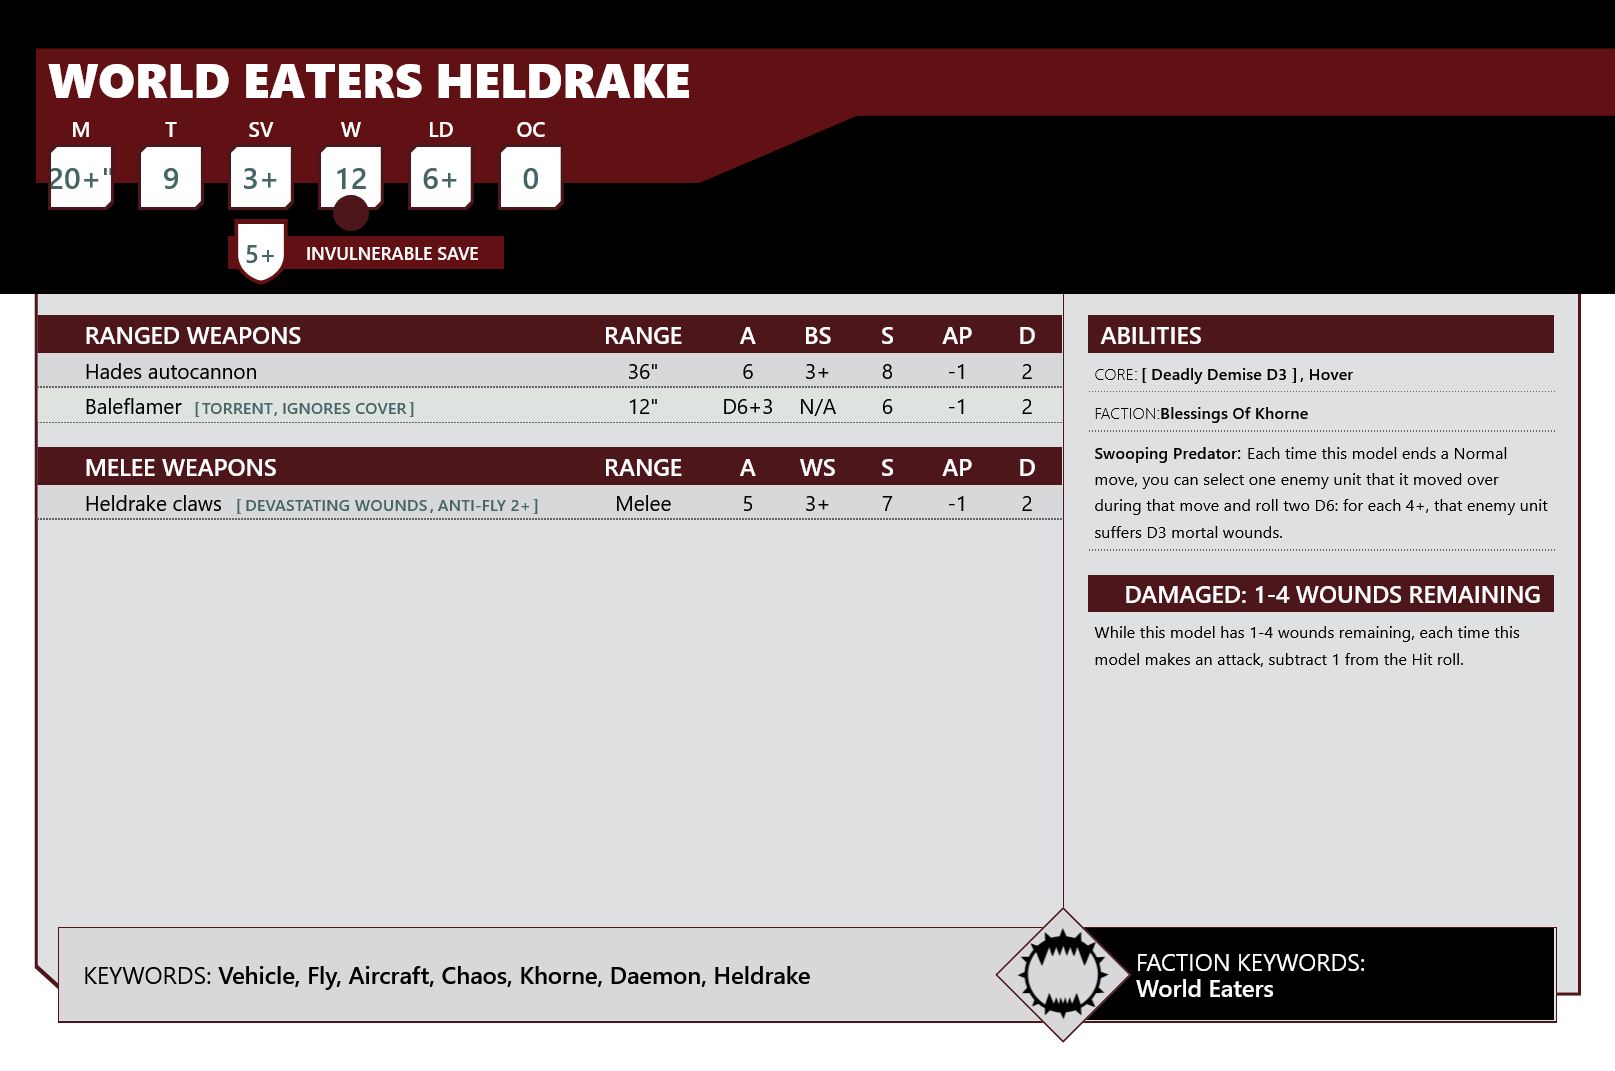 WORLD EATERS HELDRAKE
M T SV W LD OC
20+" 9 3+ 12 6+ 0
5+ INVULNERABLE SAVE
RANGED WEAPONS RANGE A BS S AP D
Hades autocannon 36" 6 3+ 8 -1 2
Baleflamer [TORRENT, IGNORES COVER] 12" D6+3 N/A 6 -1 2
MELEE WEAPONS RANGE A WS S AP D
Heldrake claws [DEVASTATING WOUNDS, ANTI-FLY 2+] Melee 5 3+ 7 -1 2
ABILITIES
CORE: [ Deadly Demise D3 ] , Hover
FACTION:Blessings Of Khorne
Swooping Predator: Each time this model ends a Normal
move, you can select one enemy unit that it moved over
during that move and roll two D6: for each 4+, that enemy unit
suffers D3 mortal wounds.
DAMAGED: 1-4 WOUNDS REMAINING
While this model has 1-4 wounds remaining, each time this
model makes an attack, subtract 1 from the Hit roll.
KEYWORDS: Vehicle, Fly, Aircraft, Chaos, Khorne, Daemon, Heldrake
FACTION KEYWORDS:
World Eaters